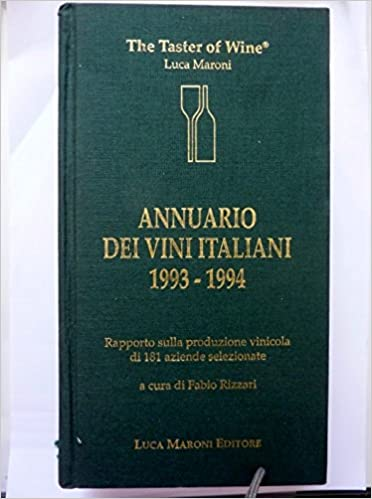 The Taster of Wine®
Luca Maroni
ANNUARIO
DEI VINI ITALIANI
1993 - 1994
Rapporto sulla produzione vinicola
di 181 aziende selezionate
a cura di Fabio Rizzari
LUCA MARONI EDITORE